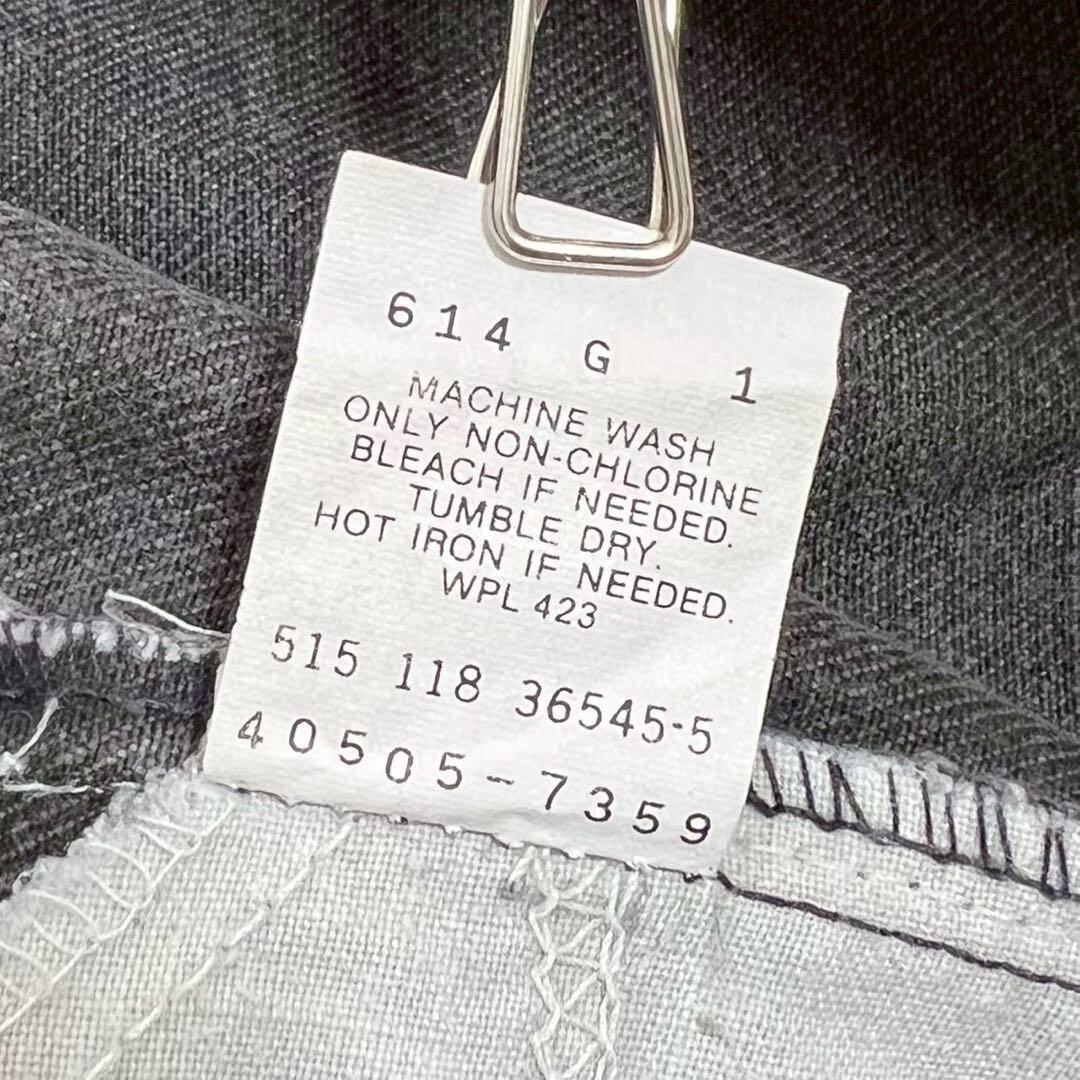 614 G 1
MACHINE WASH
ONLY NON-CHLORINE
BLEACH IF NEEDED.
TUMBLE DRY.
HOT IRON IF NEEDED.
WPL 423
515 118 36545-5
40505-7359